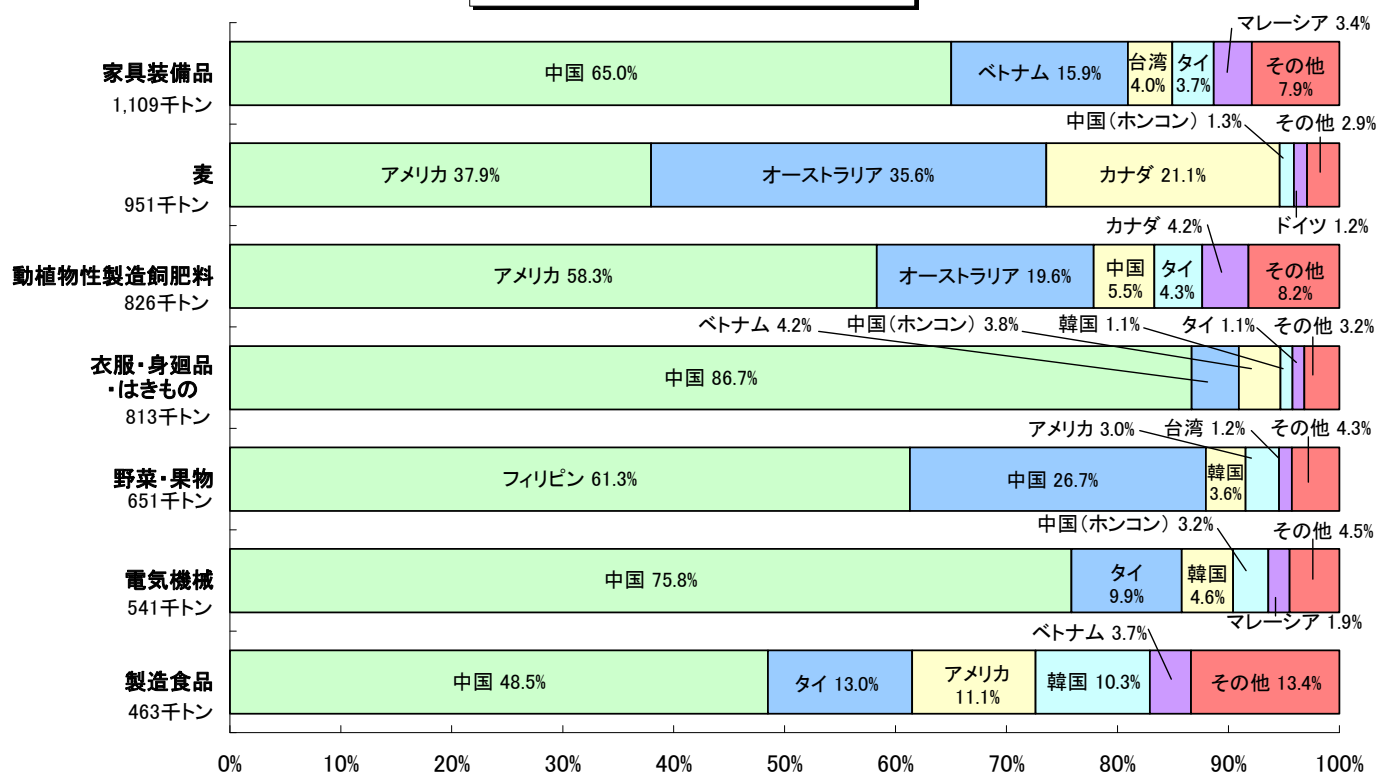 マレーシア 3.4%
家具装備品
1,109千トン
中国 65.0%
ベトナム 15.9%
台湾
4.0%
タイ
3.7%
その他
7.9%
中国（ホンコン） 1.3%
その他 2.9%
麦
951千トン
アメリカ 37.9%
オーストラリア 35.6%
カナダ 21.1%
カナダ 4.2%
ドイツ 1.2%
動植物性製造飼肥料
826千トン
アメリカ 58.3%
オーストラリア 19.6%
中国
5.5%
タイ
4.3%
その他
8.2%
ベトナム 4.2%
中国（ホンコン） 3.8%
韓国 1.1%
タイ 1.1%
その他 3.2%
衣服・身廻品
・はきもの
813千トン
中国 86.7%
アメリカ 3.0%
台湾 1.2%
その他 4.3%
野菜・果物
651千トン
フィリピン 61.3%
中国 26.7%
韓国
3.6%
中国（ホンコン） 3.2%
その他 4.5%
電気機械
541千トン
中国 75.8%
タイ
9.9%
韓国
4.6%
マレーシア 1.9%
ベトナム 3.7%
製造食品
463千トン
中国 48.5%
タイ 13.0%
アメリカ
11.1%
韓国 10.3%
その他 13.4%
0% 10% 20% 30% 40% 50% 60% 70% 80% 90% 100%